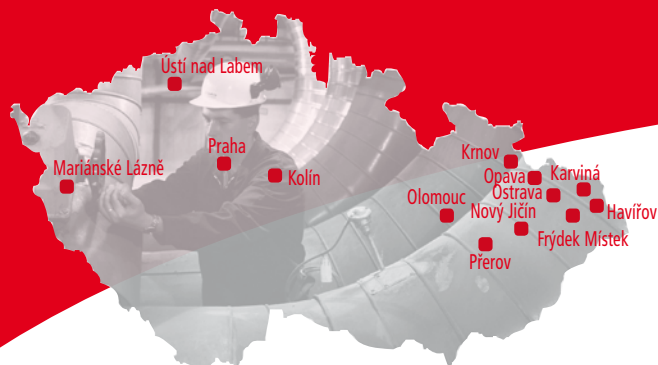 Ústí nad Labem
Praha
Mariánské Lázně
Kolín
Krnov
Opava
Karviná
Ostrava
Olomouc
Nový Jičín
Havířov
Frýdek Místek
Přerov